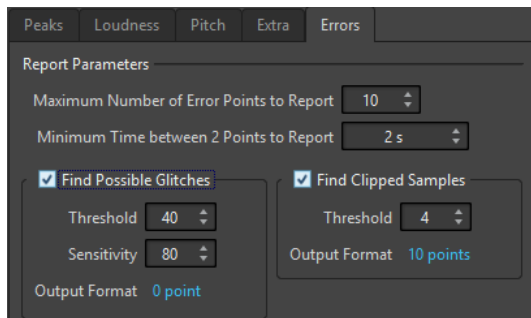 Peaks Loudness Pitch Extra Errors
Report Parameters
Maximum Number of Error Points to Report 10
Minimum Time between 2 Points to Report 2 s
Find Possible Glitches
Threshold 40
Sensitivity 80
Output Format 0 point
Find Clipped Samples
Threshold 4
Output Format 10 points